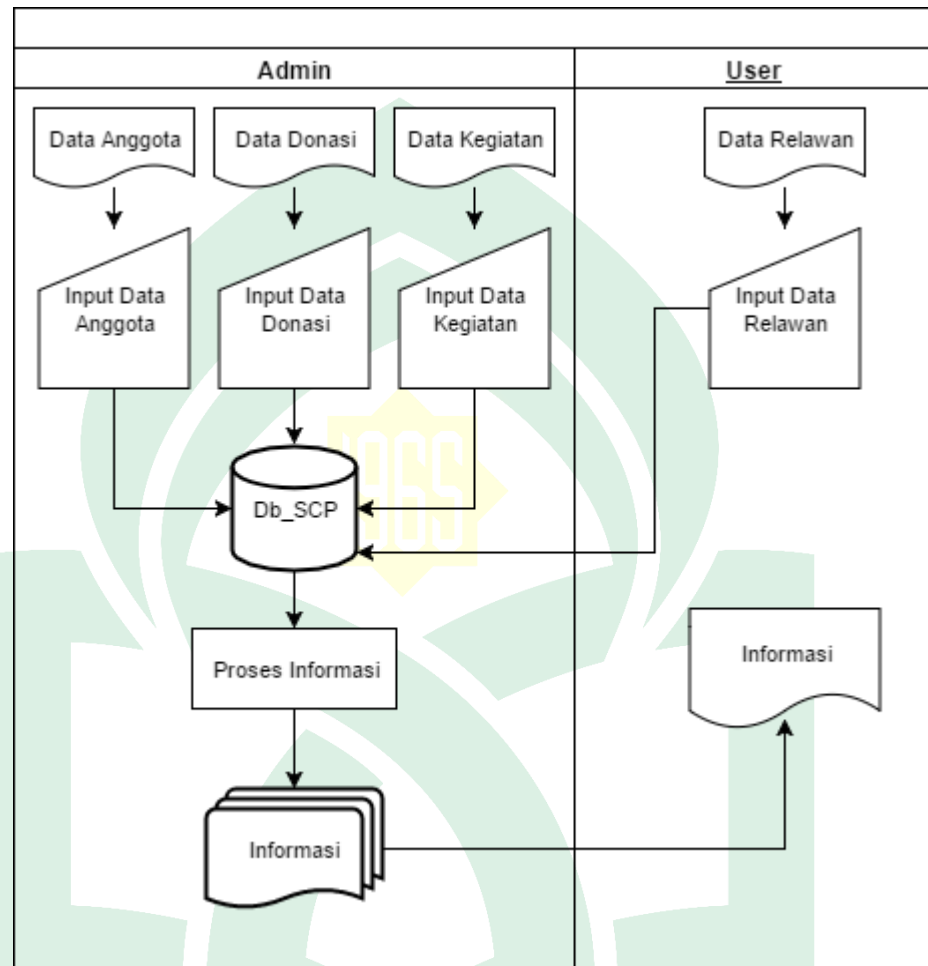 Admin
User
Data Anggota
Data Donasi
Data Kegiatan
Data Relawan
Input Data
Anggota
Input Data
Donasi
Input Data
Kegiatan
Input Data
Relawan
1965
Db_SCP
Proses Informasi
Informasi
Informasi